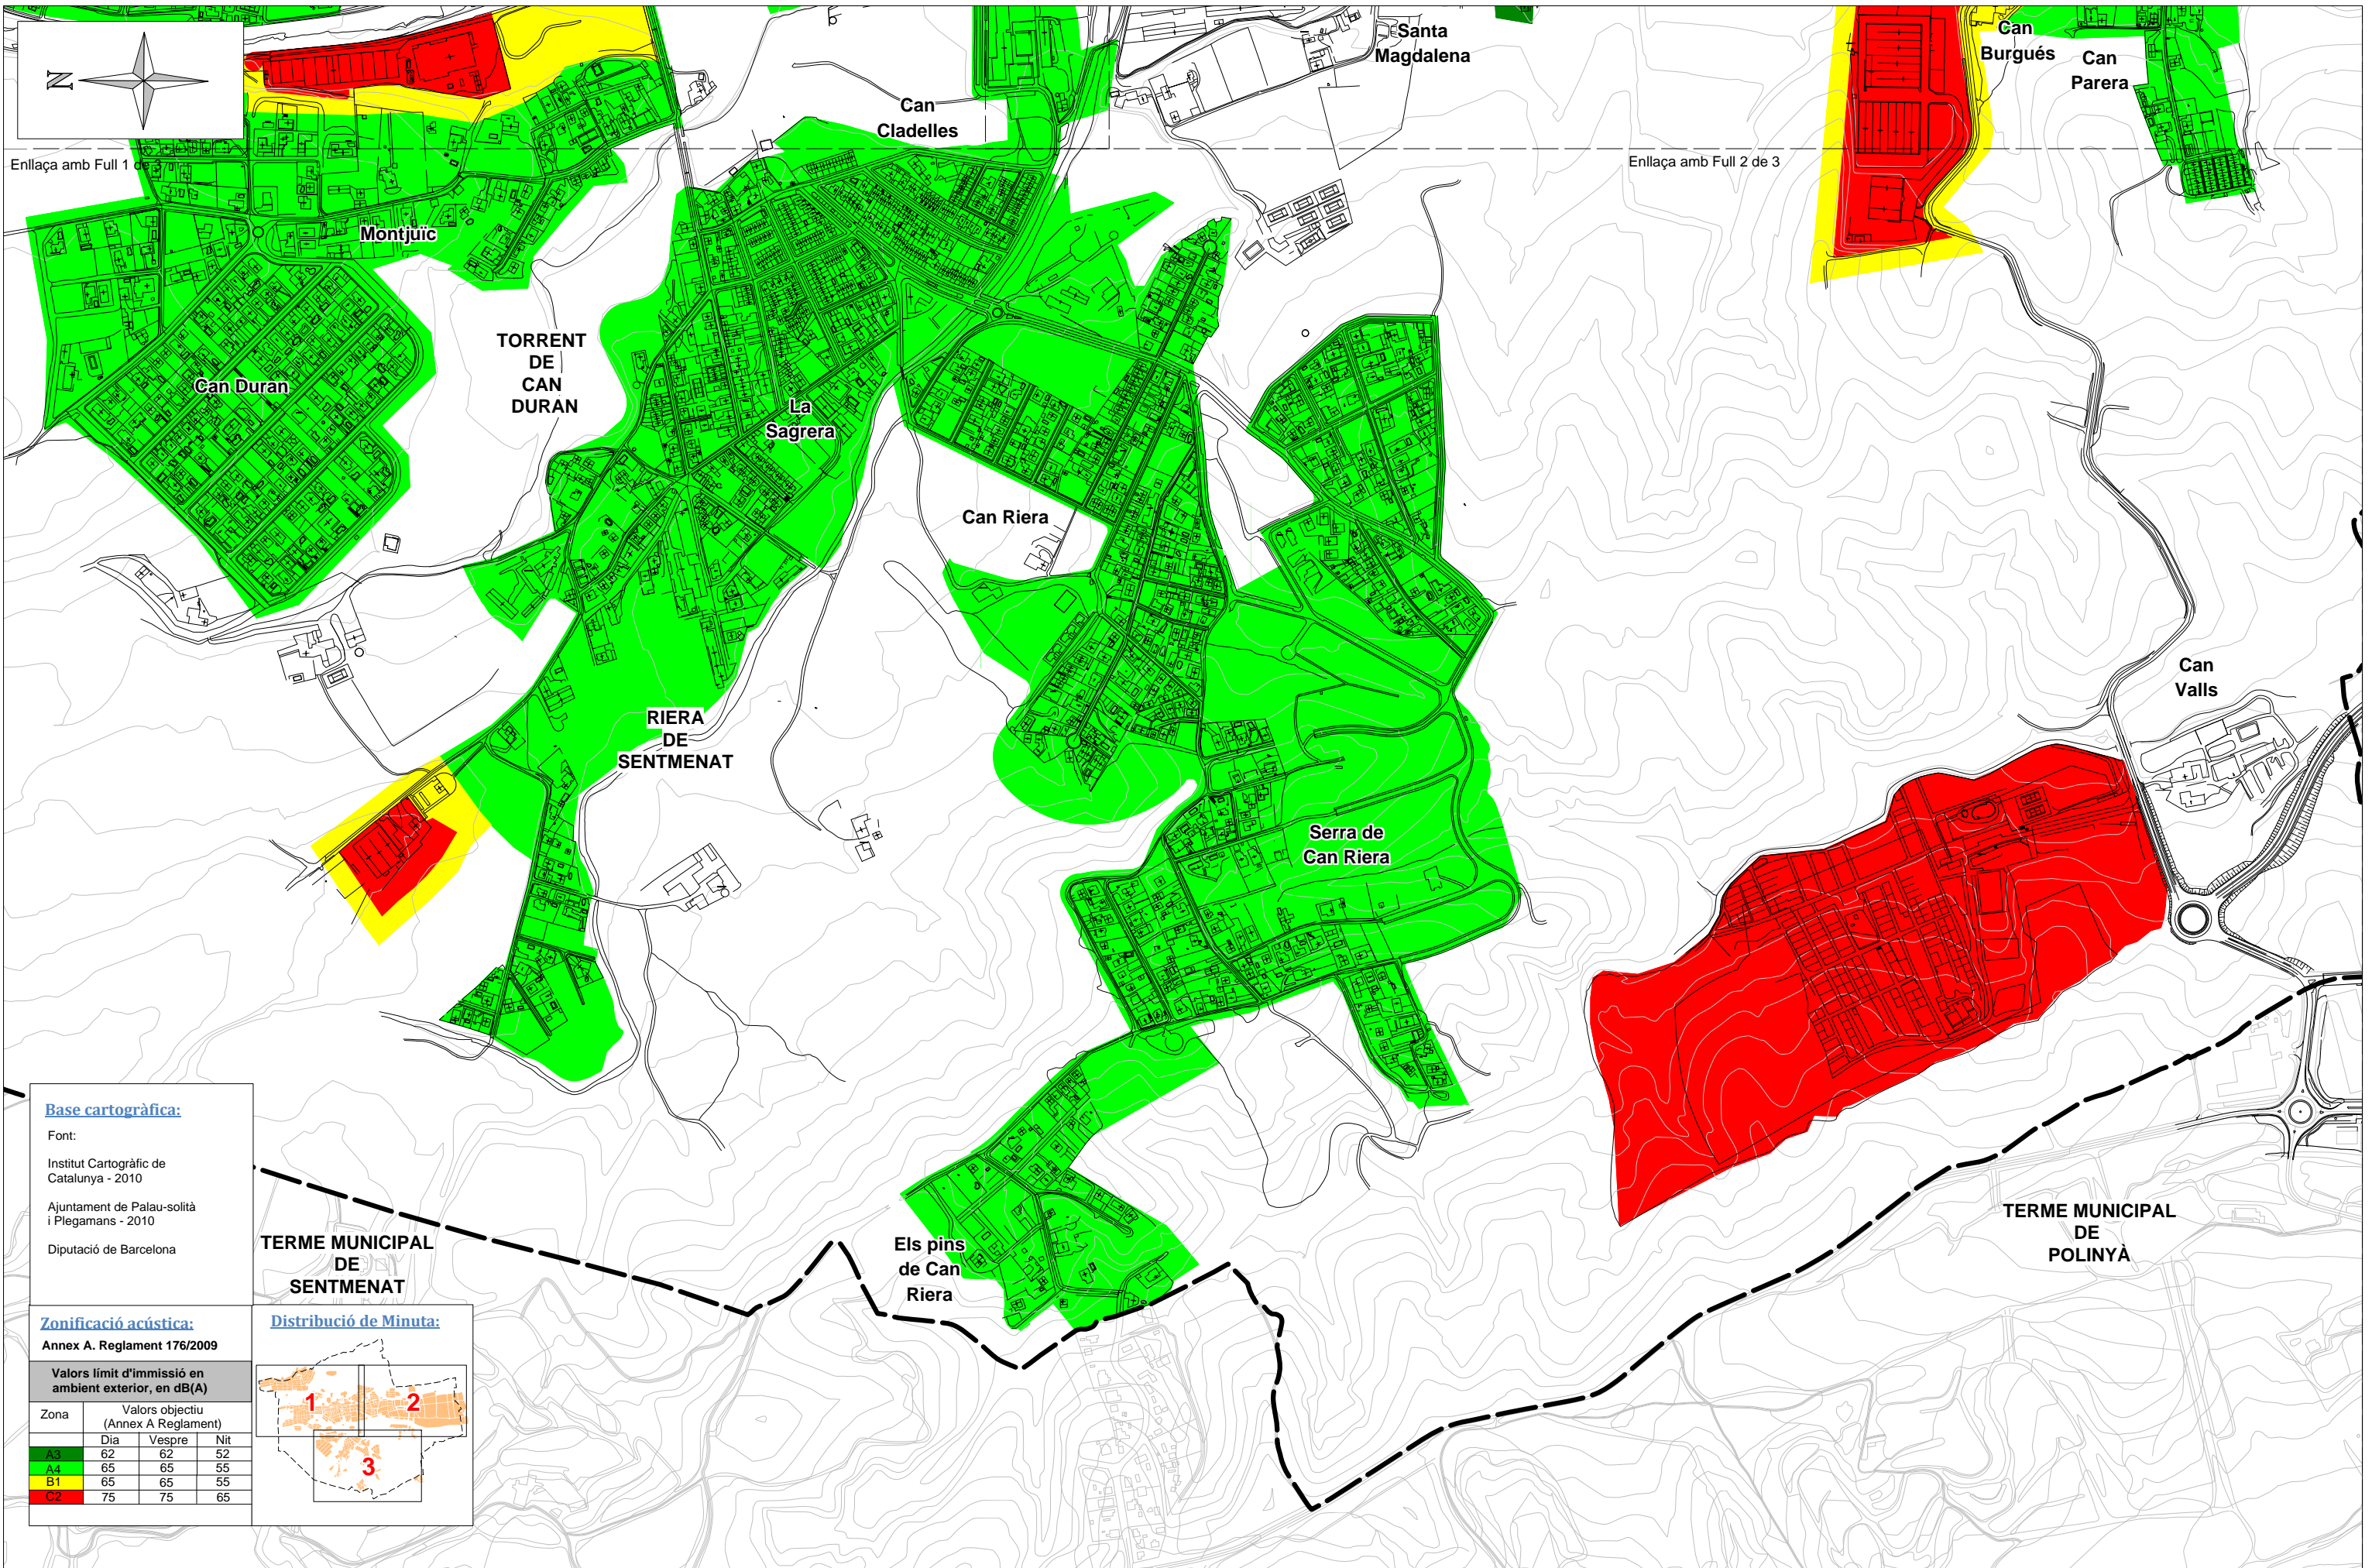 N
Enllaça amb Full 1 de 3
Enllaça amb Full 2 de 3
Santa
Magdalena
Can
Burgués
Can
Parera
Can
Cladelles
Montjuïc
Can Duran
TORRENT
DE
CAN
DURAN
La
Sagrera
Can Riera
RIERA
DE
SENTMENAT
Can
Valls
Serra de
Can Riera
Els pins
de Can
Riera
TERME MUNICIPAL
DE
SENTMENAT
TERME MUNICIPAL
DE
POLINYÀ
Base cartogràfica:
Font:
Institut Cartogràfic de
Catalunya - 2010
Ajuntament de Palau-solità
i Plegamans - 2010
Diputació de Barcelona
Zonificació acústica:
Annex A. Reglament 176/2009
Valors límit d'immissió en
ambient exterior, en dB(A)
Zona Valors objectiu
(Annex A Reglament)
Dia Vespre Nit
A3 62 62 52
A4 65 65 55
B1 65 65 55
C2 75 75 65
Distribució de Minuta:
1 2
3